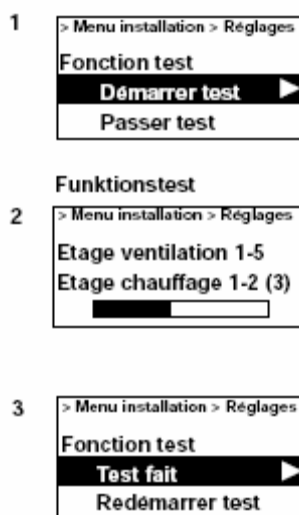 1
> Menu installation > Réglages
Fonction test
Démarrer test
Passer test
Funktionstest
2
> Menu installation > Réglages
Etage ventilation 1-5
Etage chauffage 1-2 (3)
3
> Menu installation > Réglages
Fonction test
Test fait
Redémarrer test